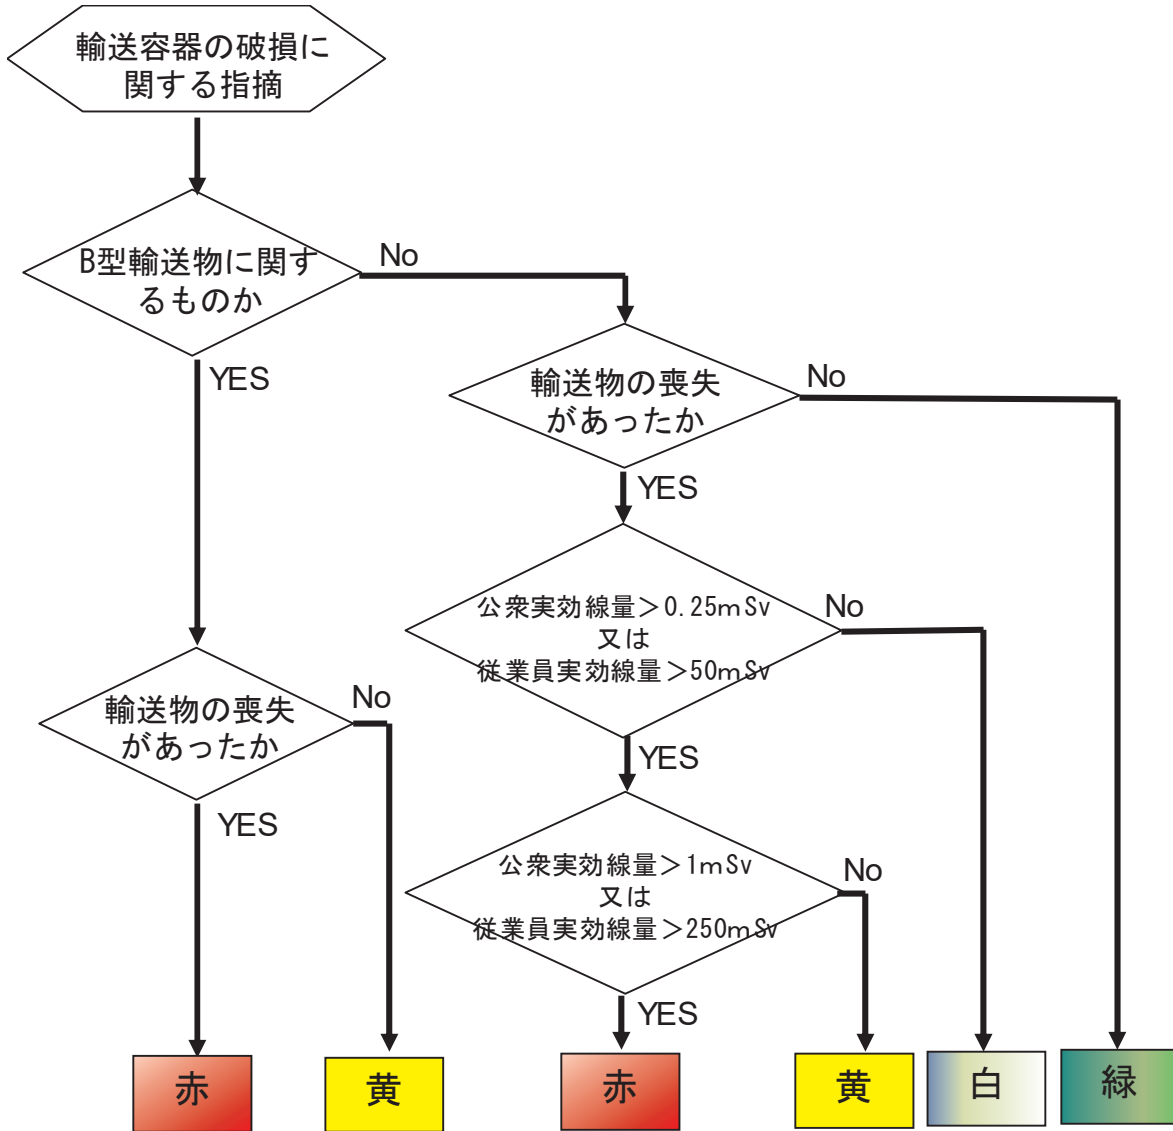 輸送容器の破損に
関する指摘
B型輸送物に関す
るものか
No
YES
輸送物の喪失
があったか
No
YES
公衆実効線量＞0.25mSv
又は
従業員実効線量＞50mSv
No
YES
輸送物の喪失
があったか
No
YES
公衆実効線量＞1mSv
又は
従業員実効線量＞250mSv
No
YES
赤
黄
赤
黄
白
緑